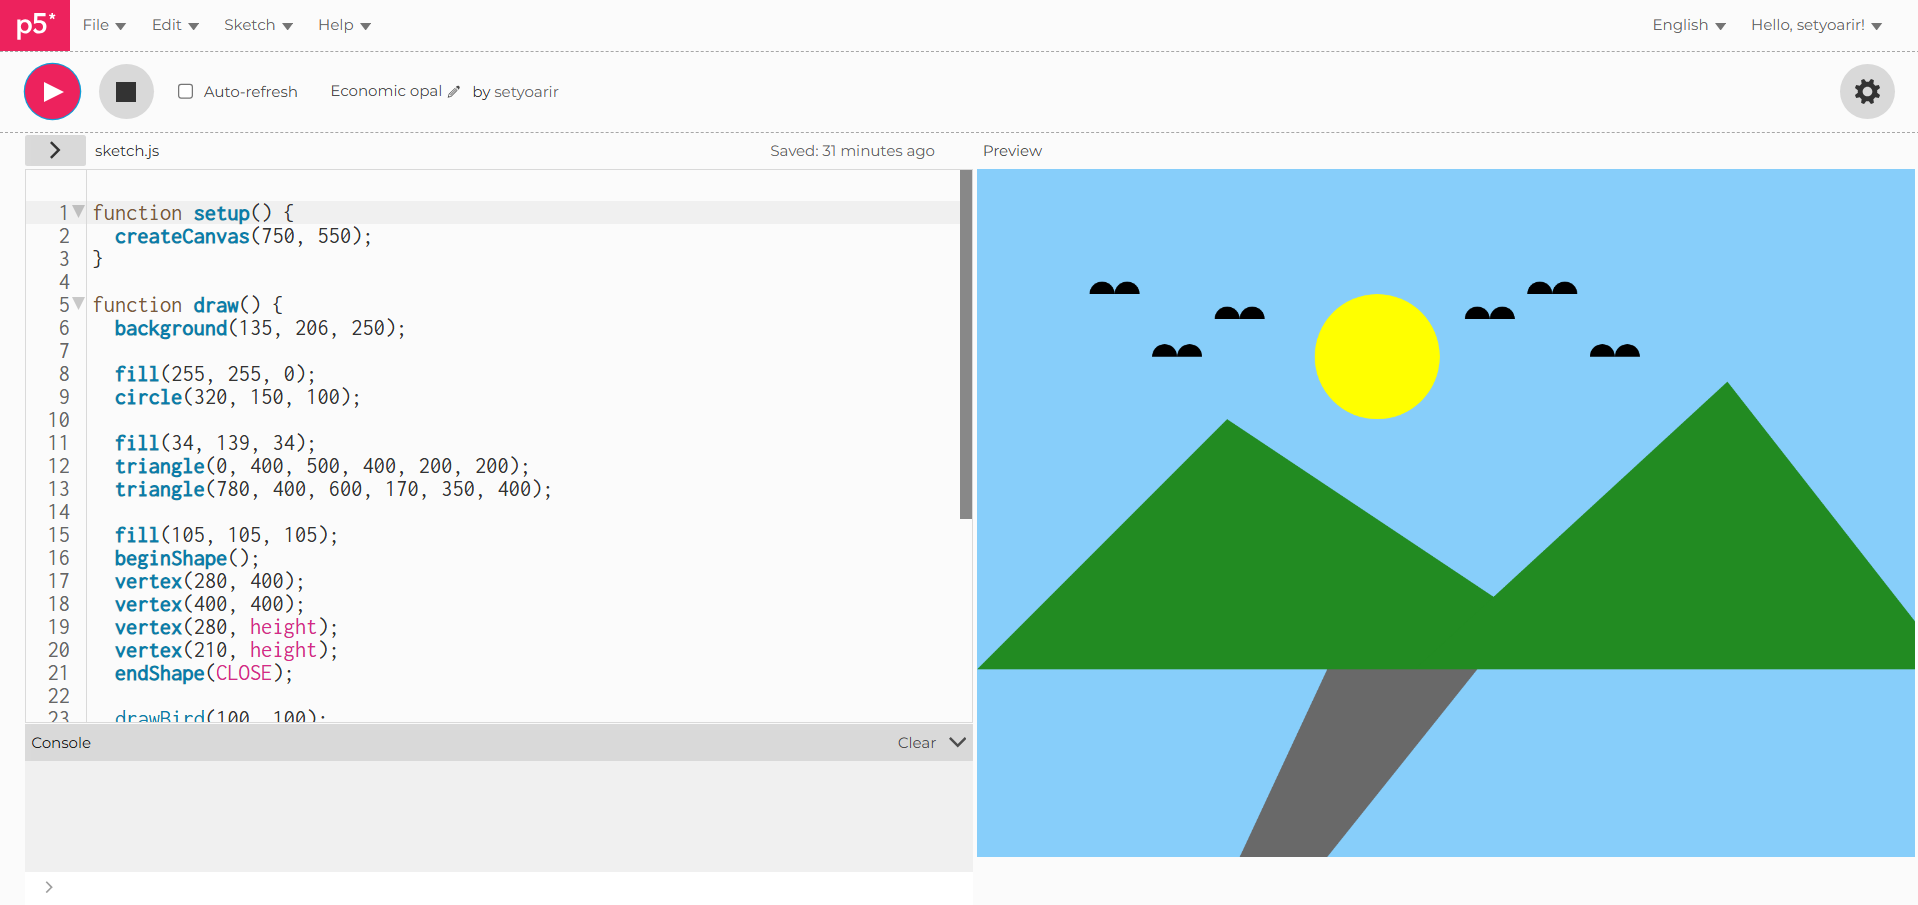 p5*
File Edit Sketch Help English Hello, setyoarir!
Auto-refresh Economic opal by setyoarir
sketch.js Saved: 31 minutes ago Preview
1 function setup() {
2 createCanvas(750, 550);
3 }
4
5 function draw() {
6 background(135, 206, 250);
7
8 fill(255, 255, 0);
9 circle(320, 150, 100);
10
11 fill(34, 139, 34);
12 triangle(0, 400, 500, 400, 200, 200);
13 triangle(780, 400, 600, 170, 350, 400);
14
15 fill(105, 105, 105);
16 beginShape();
17 vertex(280, 400);
18 vertex(400, 400);
19 vertex(280, height);
20 vertex(210, height);
21 endShape(CLOSE);
22
23 drawBird(100, 100);
Console Clear
>